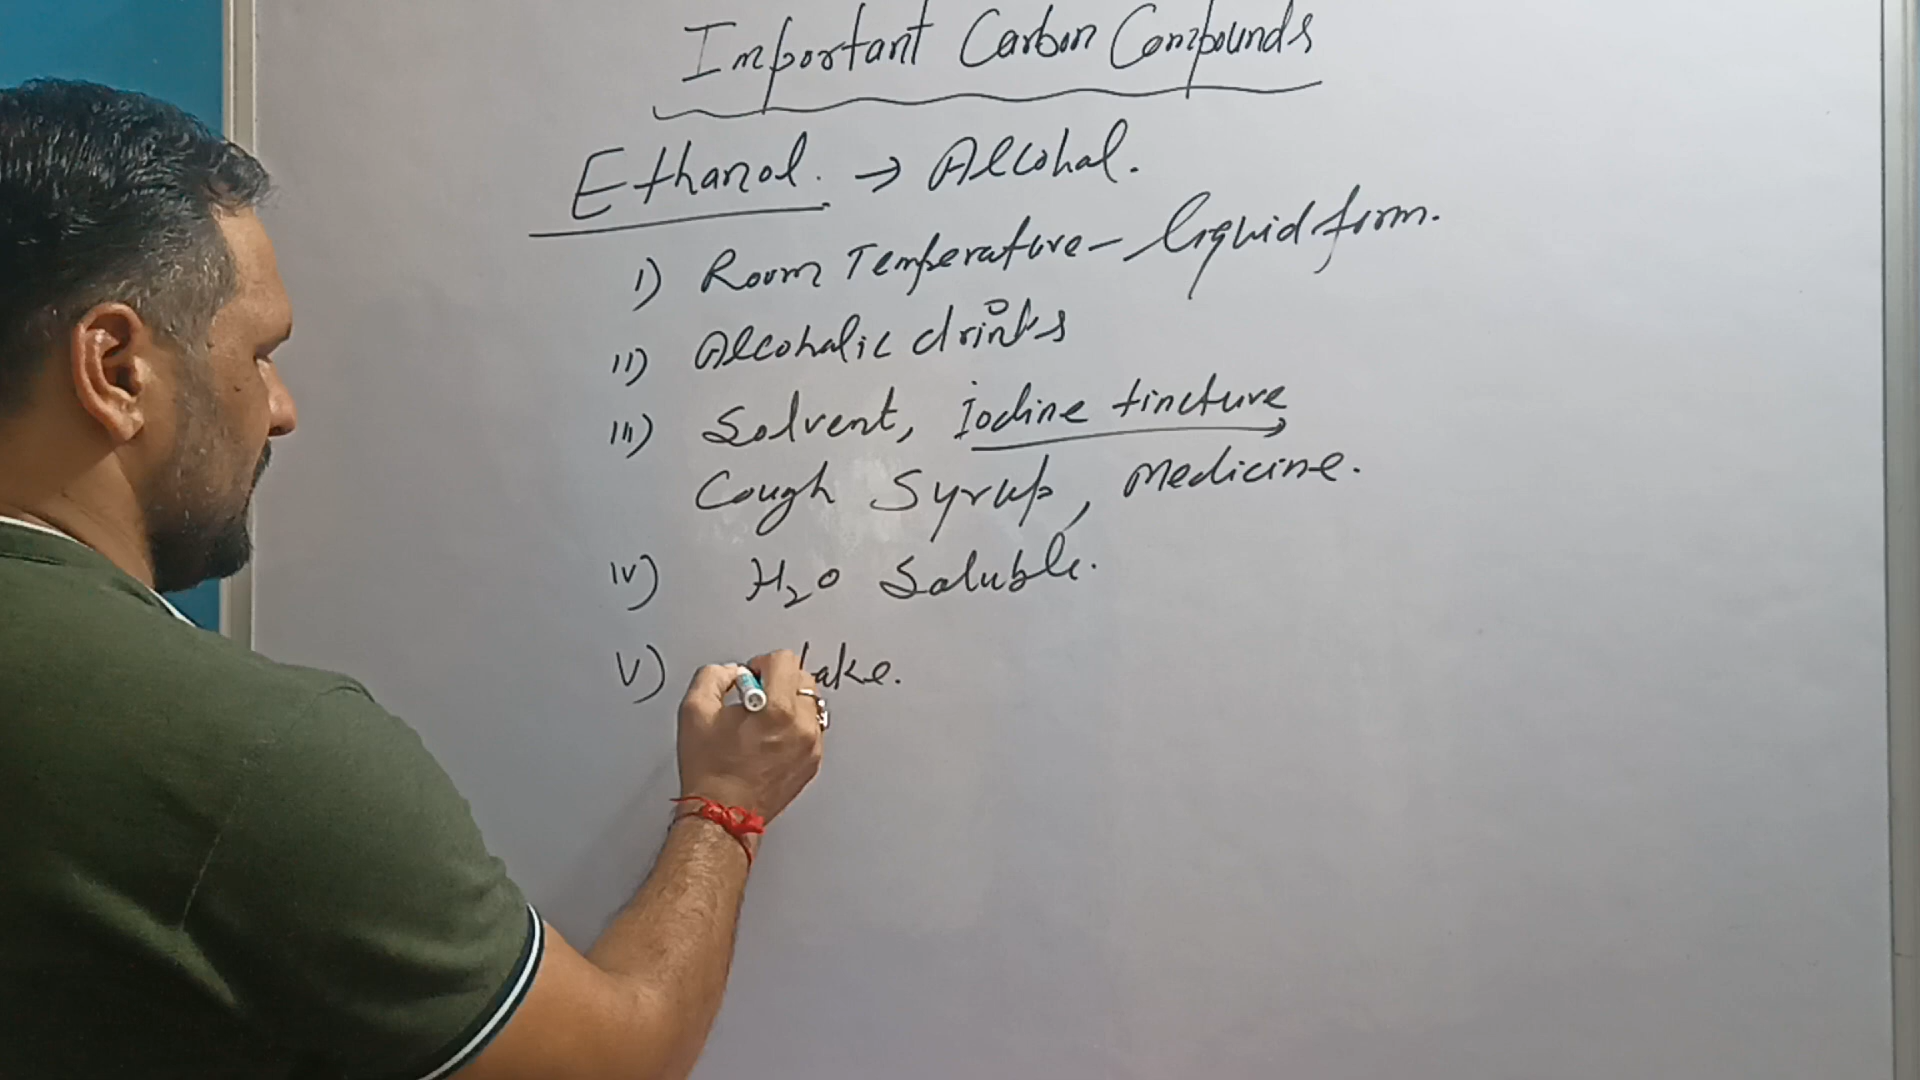 Important Carbon Compounds
Ethanol. → Alcohal.
i) Room Temperature - liquid form.
ii) Alcohalic drinks
iii) Solvent, Iodine tincture
Cough Syrup, Medicine.
iv) H₂O Soluble.
v)